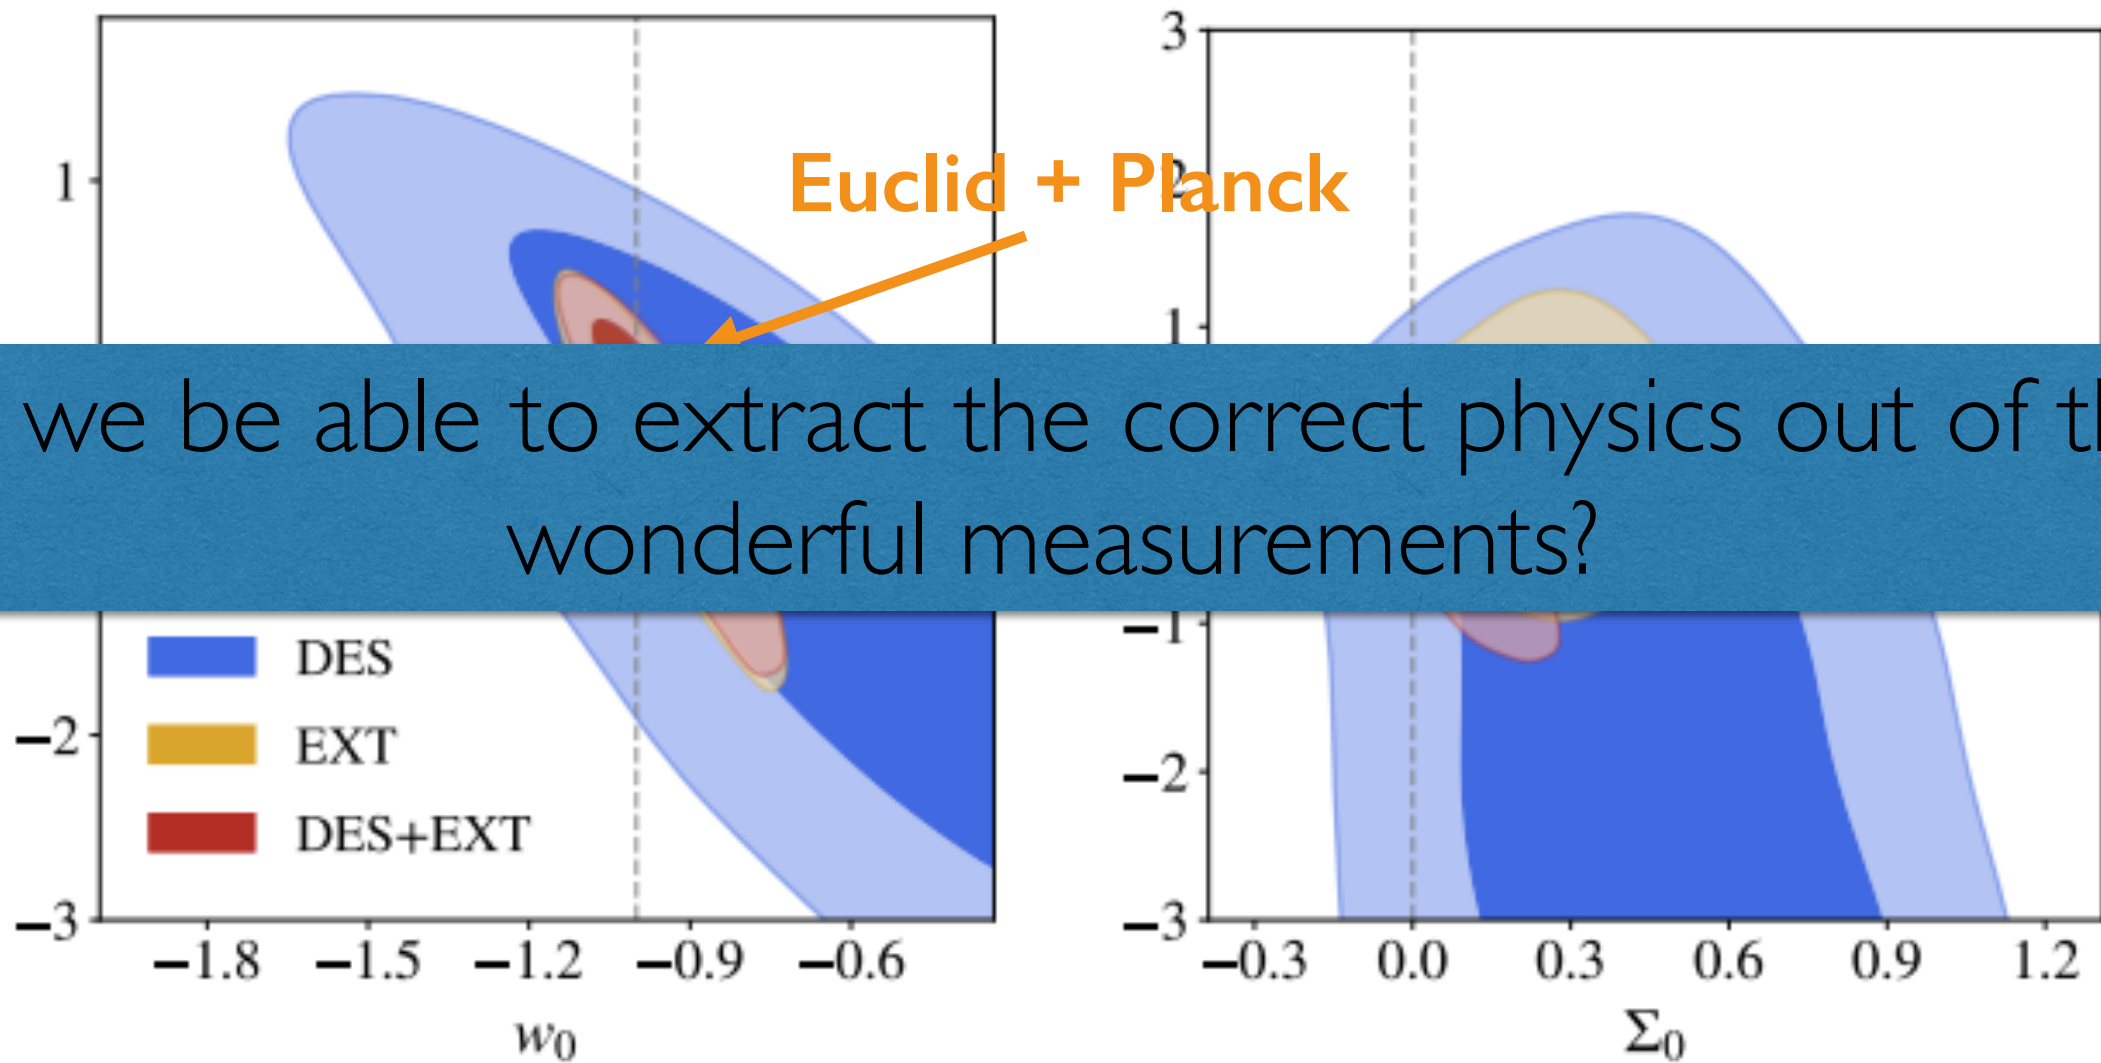 3
2
1
Euclid + Planck
1
we be able to extract the correct physics out of
wonderful measurements?
DES
−1
−2
EXT
−2
DES+EXT
−3
−3
−1.8 −1.5 −1.2 −0.9 −0.6
−0.3 0.0 0.3 0.6 0.9 1.2
w0
Σ0